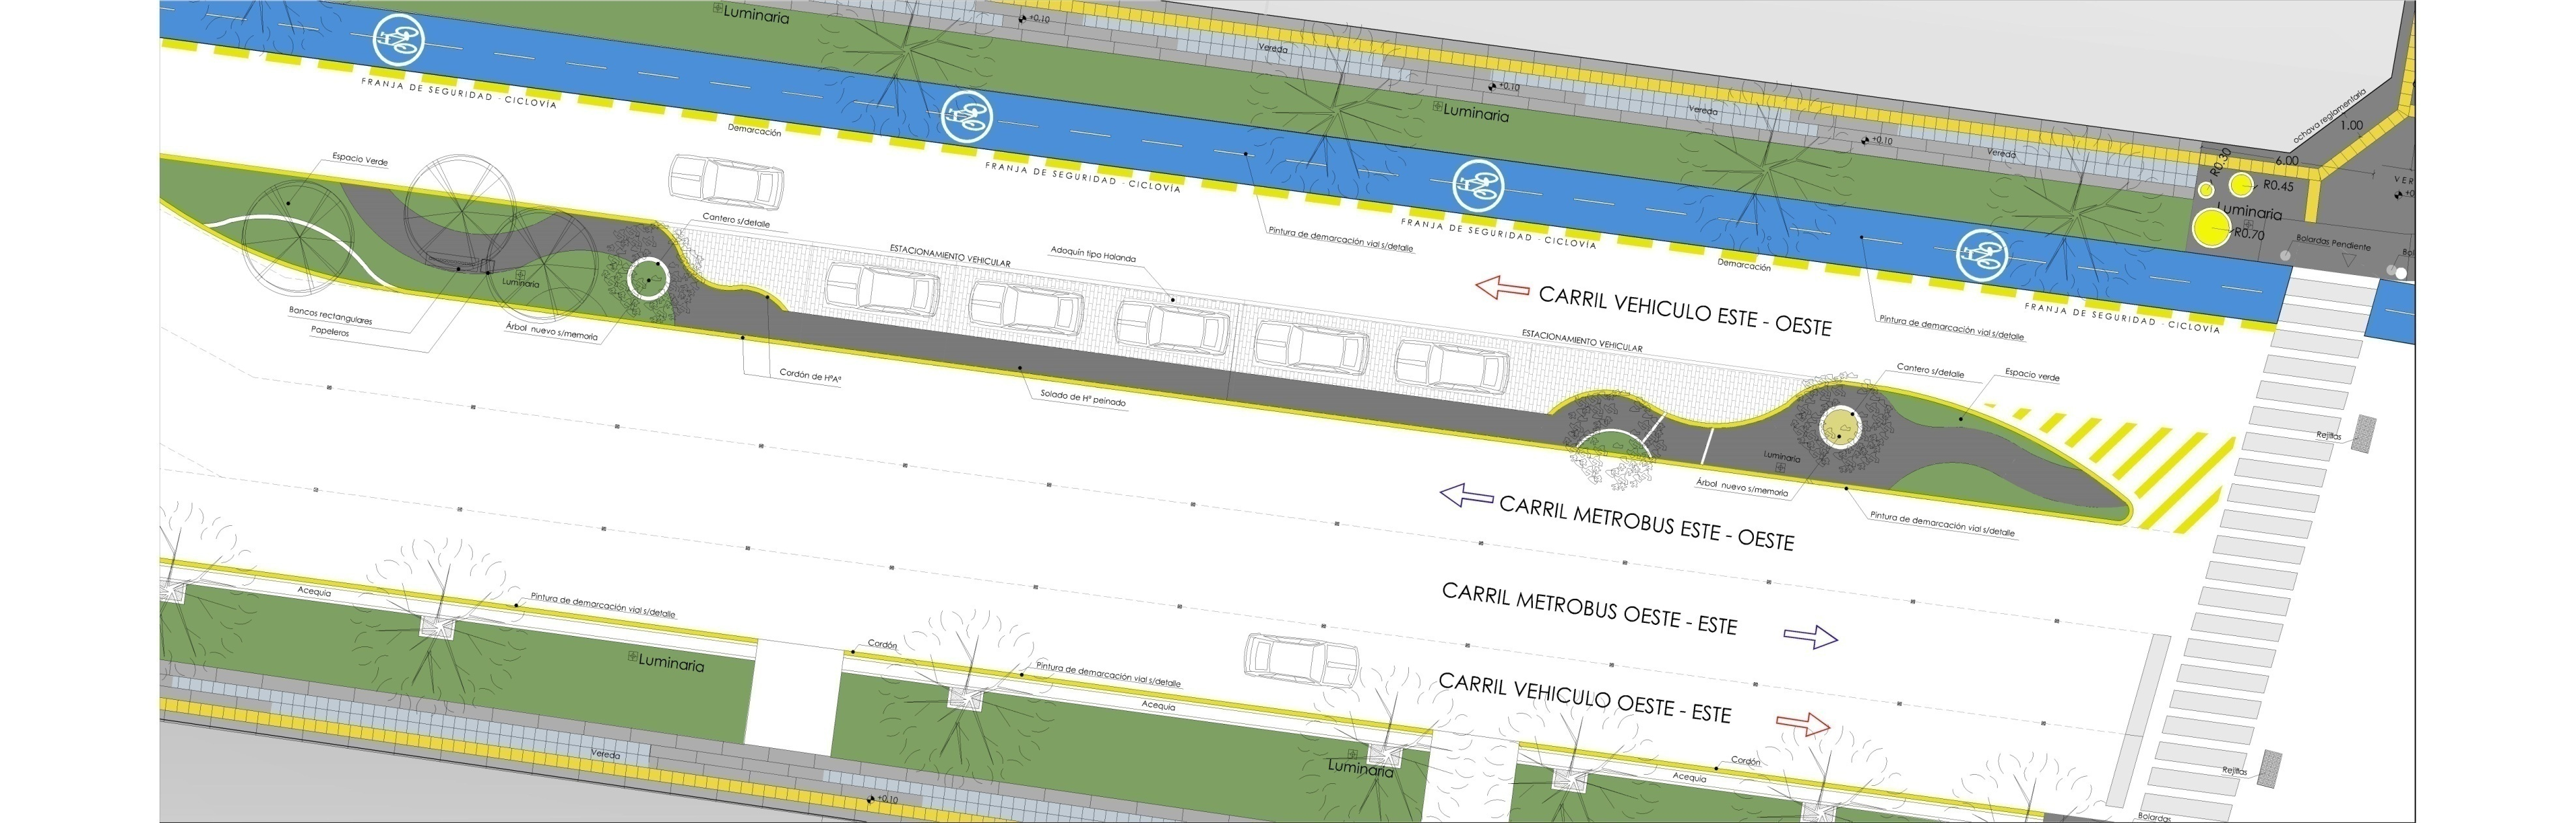 Luminaria
+0,10
Vereda
+0,10
Vereda
+0,10
Vereda
ochava reglamentaria
1.00
6.00
R0.30
R0.45
Luminaria
R0.70
Bolardas Pendiente
Luminaria
FRANJA DE SEGURIDAD - CICLOVÍA
Demarcación
FRANJA DE SEGURIDAD - CICLOVÍA
FRANJA DE SEGURIDAD - CICLOVÍA
Demarcación
FRANJA DE SEGURIDAD - CICLOVÍA
Pintura de demarcación vial s/detalle
Pintura de demarcación vial s/detalle
Espacio Verde
Cantero s/detalle
ESTACIONAMIENTO VEHICULAR
Adoquín tipo Holanda
CARRIL VEHICULO ESTE - OESTE
ESTACIONAMIENTO VEHICULAR
Cantero s/detalle
Espacio verde
Luminaria
Bancos rectangulares
Papeleros
Árbol nuevo s/memoria
Cordón de HºAº
Solado de Hº peinado
Luminaria
Árbol nuevo s/memoria
Pintura de demarcación vial s/detalle
Rejillas
CARRIL METROBUS ESTE - OESTE
CARRIL METROBUS OESTE - ESTE
CARRIL VEHICULO OESTE - ESTE
Acequia
Pintura de demarcación vial s/detalle
Luminaria
Cordón
Pintura de demarcación vial s/detalle
Acequia
Vereda
+0,10
Luminaria
Cordón
Acequia
Rejillas
Bolardas